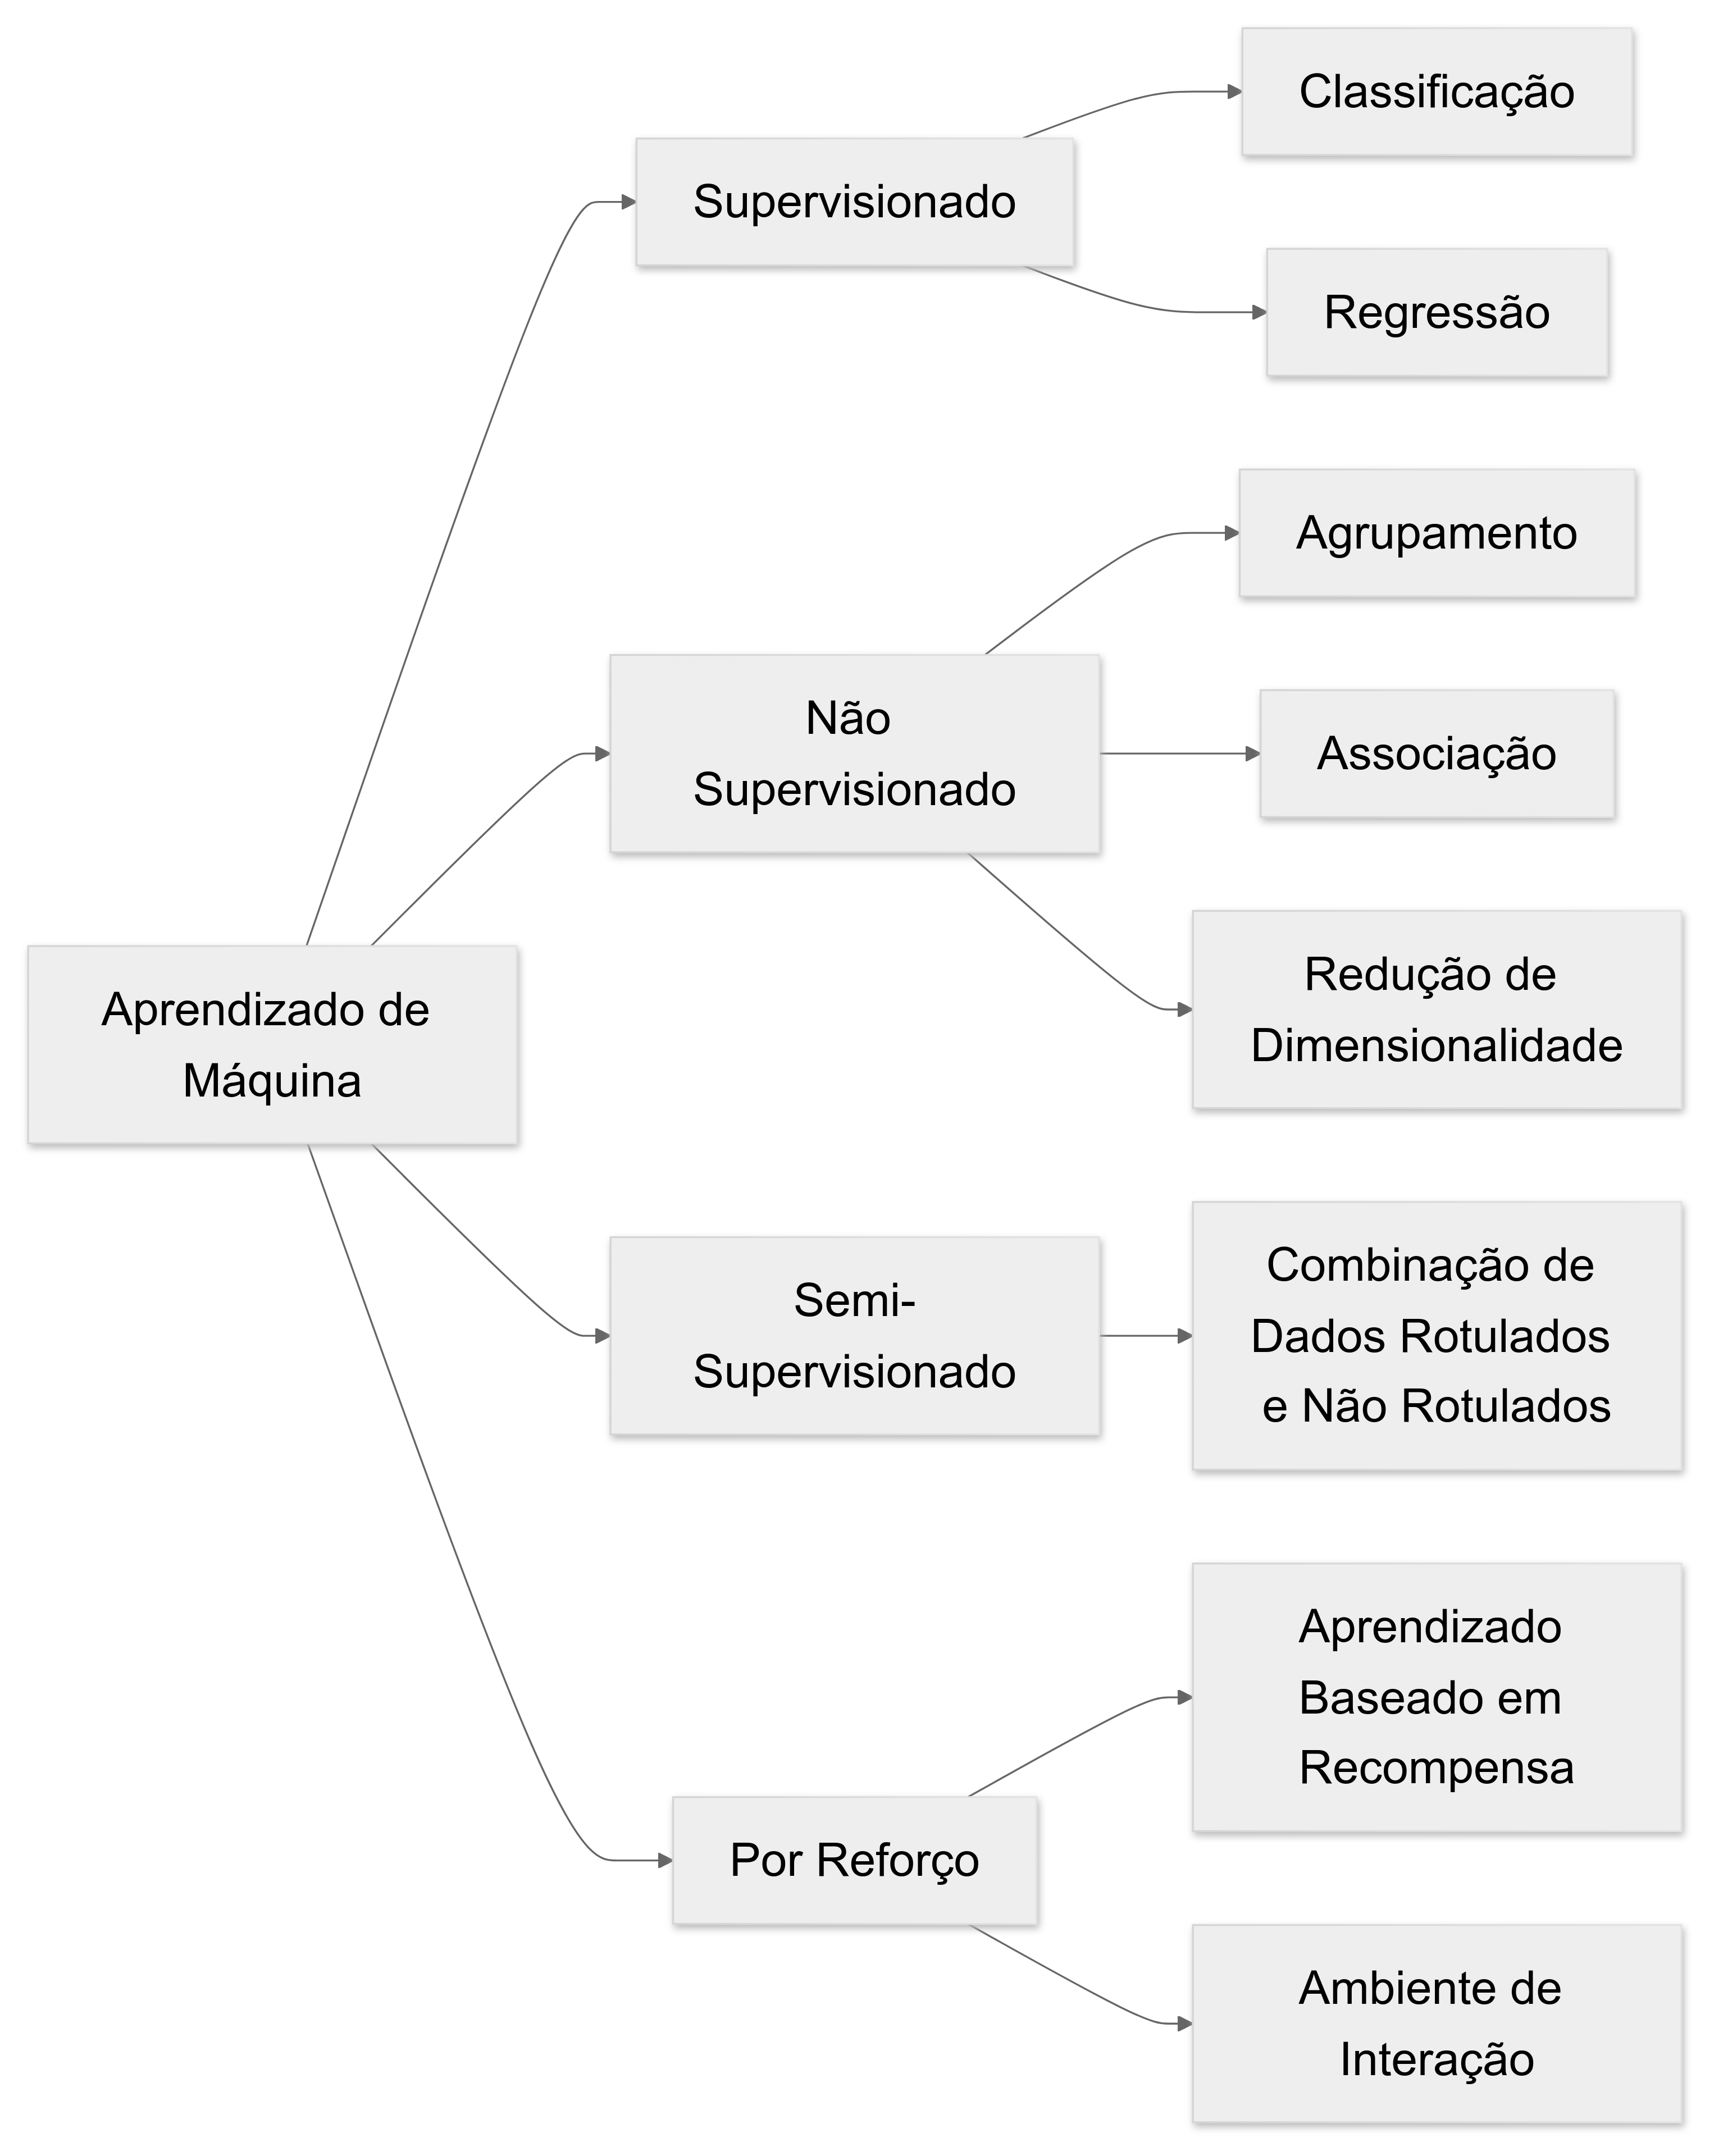 Aprendizado de
Máquina
Supervisionado
Classificação
Regressão
Não
Supervisionado
Agrupamento
Associação
Redução de
Dimensionalidade
Semi-
Supervisionado
Combinação de
Dados Rotulados
e Não Rotulados
Por Reforço
Aprendizado
Baseado em
Recompensa
Ambiente de
Interação